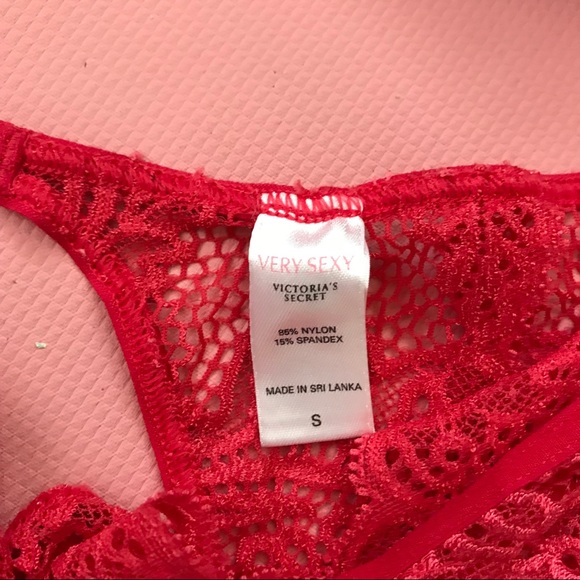 VERY SEXY
VICTORIA'S
SECRET
85% NYLON
15% SPANDEX
MADE IN SRI LANKA
S